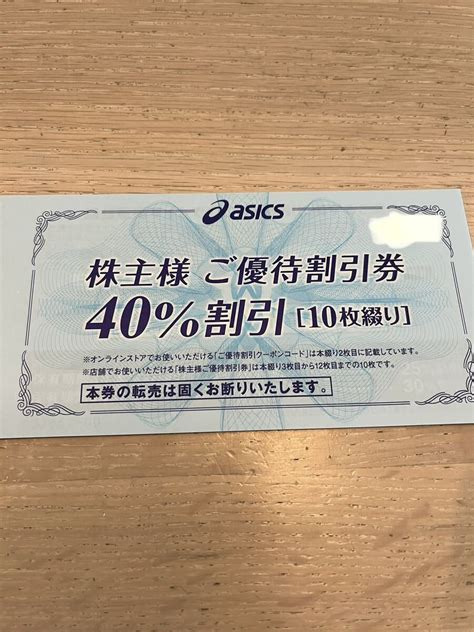 asics
株主様 ご優待割引券
40%割引 [10枚綴り]
※オンラインストアでお使いいただける「ご優待割引クーポンコード」は本綴り2枚目に記載しています。
※店舗でお使いいただける「株主様ご優待割引券」は本綴り3枚目から12枚目までの10枚です。
本券の転売は固くお断りいたします。